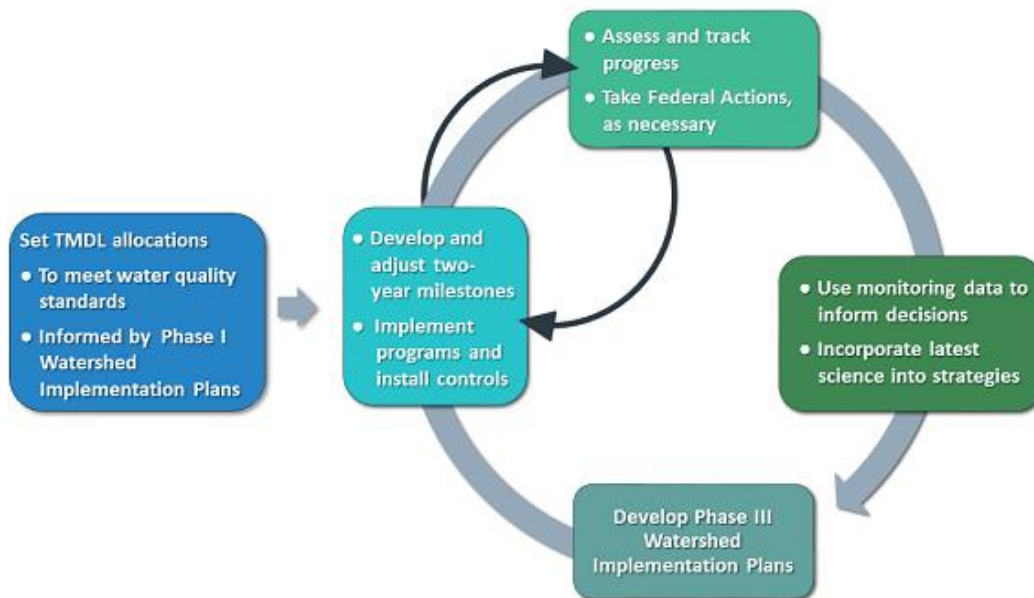 Set TMDL allocations
● To meet water quality
standards
● Informed by Phase I
Watershed
Implementation Plans
● Develop and
adjust two-
year milestones
● Implement
programs and
install controls
● Assess and track
progress
● Take Federal Actions,
as necessary
● Use monitoring data to
inform decisions
● Incorporate latest
science into strategies
Develop Phase III
Watershed
Implementation Plans